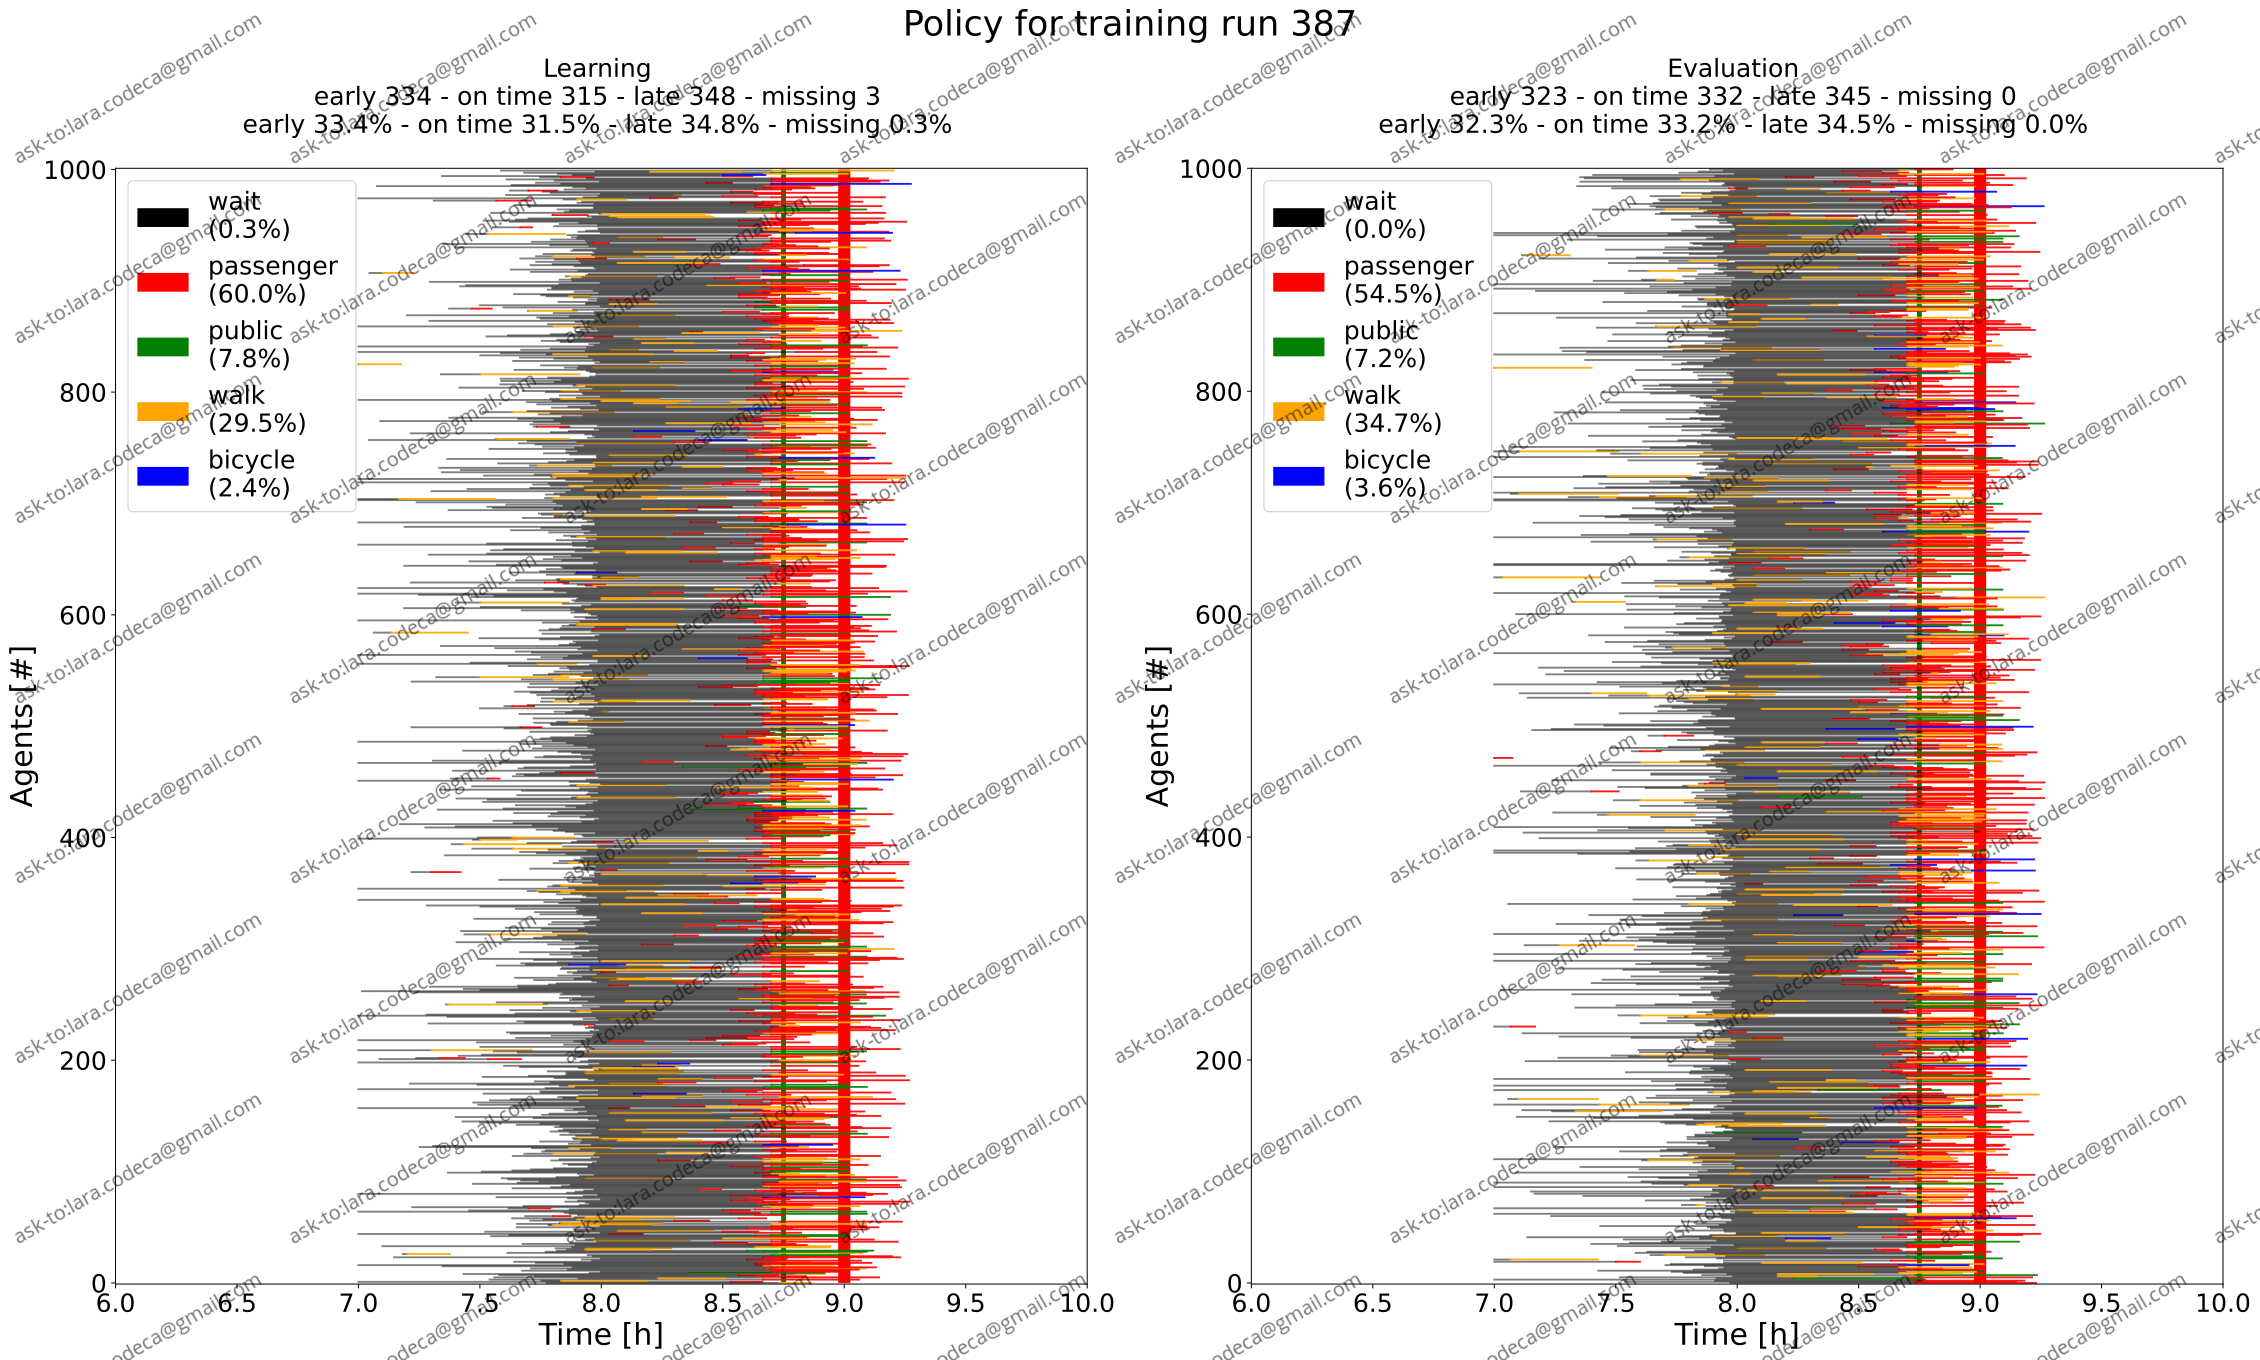 Policy for training run 387
Learning
early 334 - on time 315 - late 348 - missing 3
early 33.4% - on time 31.5% - late 34.8% - missing 0.3%
Agents [#]
1000
800
600
400
200
0
wait
(0.3%)
passenger
(60.0%)
public
(7.8%)
walk
(29.5%)
bicycle
(2.4%)
6.0 6.5 7.0 7.5 8.0 8.5 9.0 9.5 10.0
Time [h]
Evaluation
early 323 - on time 332 - late 345 - missing 0
early 32.3% - on time 33.2% - late 34.5% - missing 0.0%
Agents [#]
1000
800
600
400
200
0
wait
(0.0%)
passenger
(54.5%)
public
(7.2%)
walk
(34.7%)
bicycle
(3.6%)
6.0 6.5 7.0 7.5 8.0 8.5 9.0 9.5 10.0
Time [h]
ask-to:lara.codeca@gmail.com